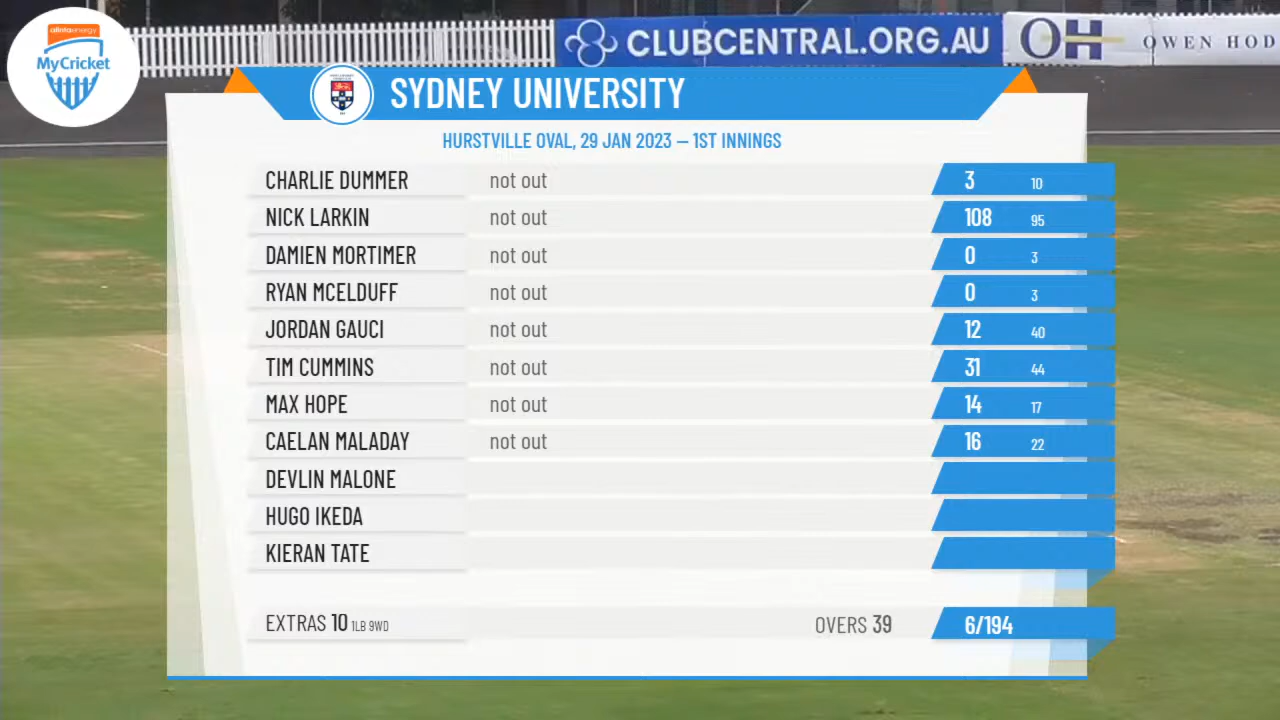 alintaenergy
MyCricket
CLUBCENTRAL.ORG.AU
OH OWEN HOD
SYDNEY UNIVERSITY
HURSTVILLE OVAL, 29 JAN 2023 – 1ST INNINGS
CHARLIE DUMMER not out 3 10
NICK LARKIN not out 108 95
DAMIEN MORTIMER not out 0 3
RYAN MCELDUFF not out 0 3
JORDAN GAUCI not out 12 40
TIM CUMMINS not out 31 44
MAX HOPE not out 14 17
CAELAN MALADAY not out 16 22
DEVLIN MALONE
HUGO IKEDA
KIERAN TATE
EXTRAS 10 1LB 9WD OVERS 39 6/194